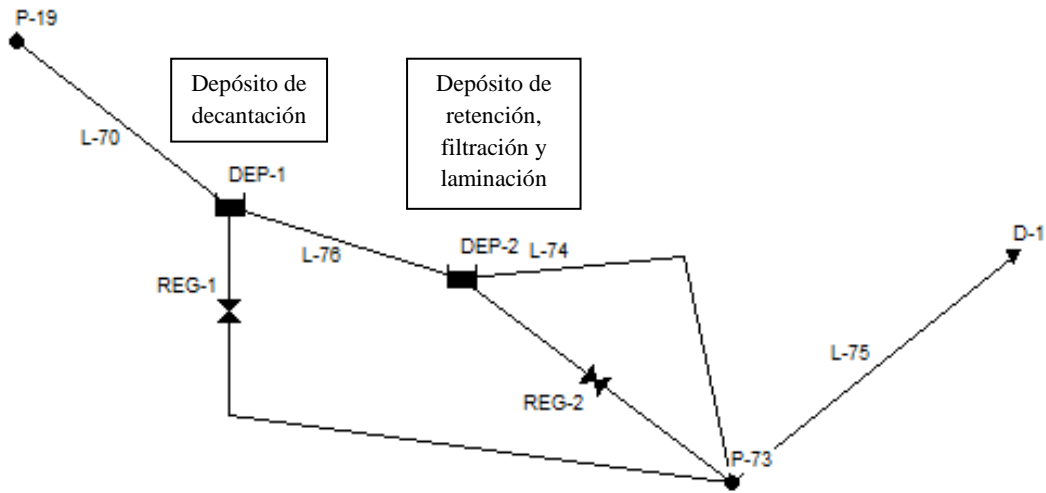 P-19
Depósito de
decantación
Depósito de
retención,
filtración y
laminación
L-70
DEP-1
D-1
DEP-2
L-74
L-76
REG-1
L-75
REG-2
P-73